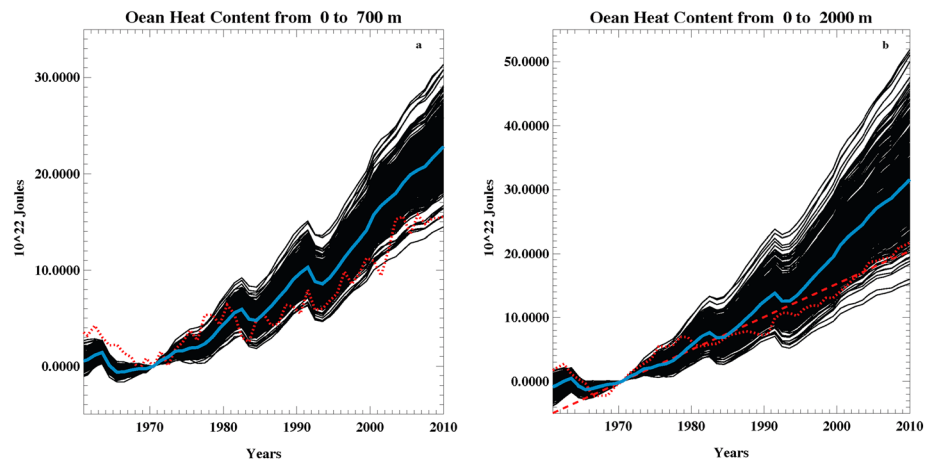 Oean Heat Content from 0 to 700 m
a
30.0000
20.0000
10.0000
0.0000
10^22 Joules
1970 1980 1990 2000 2010
Years
Oean Heat Content from 0 to 2000 m
b
50.0000
40.0000
30.0000
20.0000
10.0000
0.0000
10^22 Joules
1970 1980 1990 2000 2010
Years